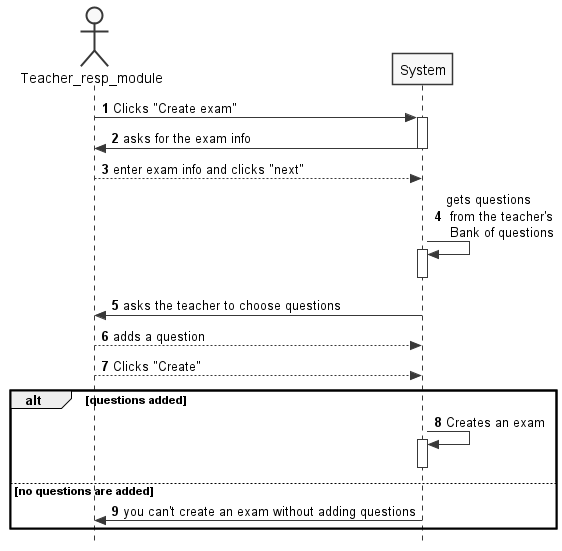 Teacher_resp_module
System
1 Clicks "Create exam"
2 asks for the exam info
3 enter exam info and clicks "next"
gets questions
4 from the teacher's
Bank of questions
5 asks the teacher to choose questions
6 adds a question
7 Clicks "Create"
alt [questions added]
8 Creates an exam
[no questions are added]
9 you can't create an exam without adding questions